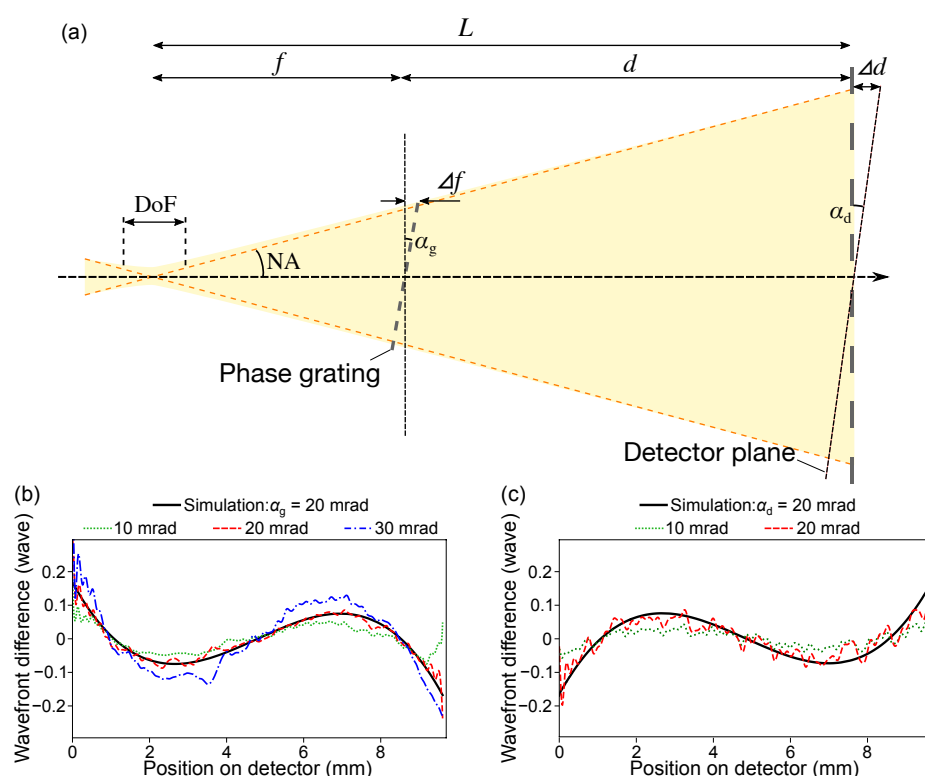 (a)
L
f
d
Δd
Δf
DoF
α_g
α_d
NA
Phase grating
Detector plane
(b)
Simulation:α_g = 20 mrad
10 mrad 20 mrad 30 mrad
Wavefront difference (wave)
0.2
0.1
0
−0.1
−0.2
0 2 4 6 8
Position on detector (mm)
(c)
Simulation:α_d = 20 mrad
10 mrad 20 mrad
Wavefront difference (wave)
0.2
0.1
0
−0.1
−0.2
0 2 4 6 8
Position on detector (mm)